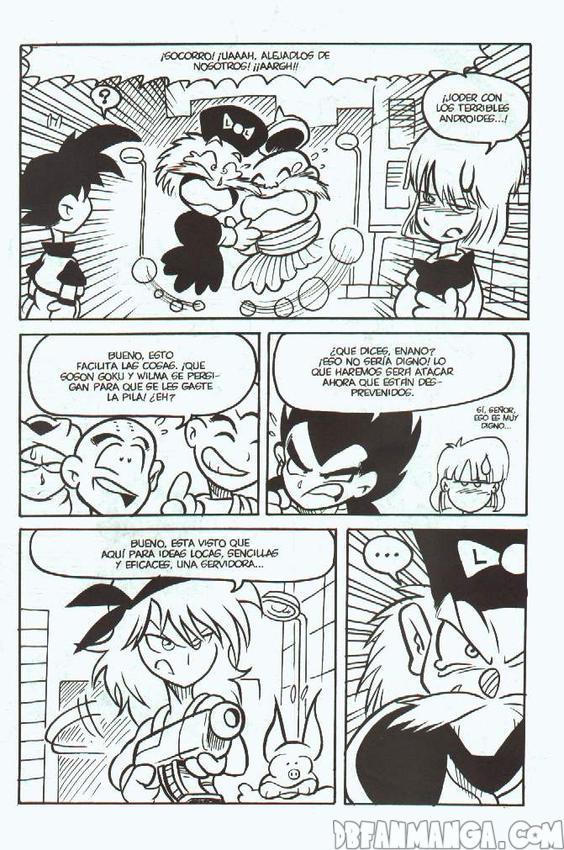 ¡SOCORRO! ¡UAAAH, ALEJADLOS DE
NOSOTROS! ¡¡AARGH!!
?
¡JODER CON
LOS TERRIBLES
ANDROIDES...!
BUENO, ESTO
FACILITA LAS COSAS. ¡QUE
SOSON GOKU Y WILMA SE PERSI-
GAN PARA QUE SE LES GASTE
LA PILA! ¿EH?
¿QUÉ DICES, ENANO?
¡ESO NO SERÍA DIGNO! LO
QUE HAREMOS SERÁ ATACAR
AHORA QUE ESTÁN DES-
PREVENIDOS.
SÍ, SEÑOR,
ESO ES MUY
DIGNO...
BUENO, ESTA VISTO QUE
AQUÍ PARA IDEAS LOCAS, SENCILLAS
Y EFICACES, UNA SERVIDORA...
...
L
DBFANMANGA.COM